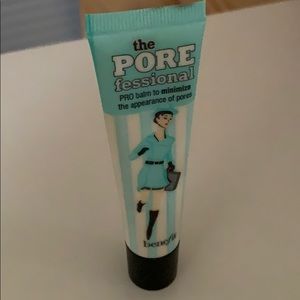 the
PORE
fessional
PRO balm to minimize
the appearance of pores
benefit